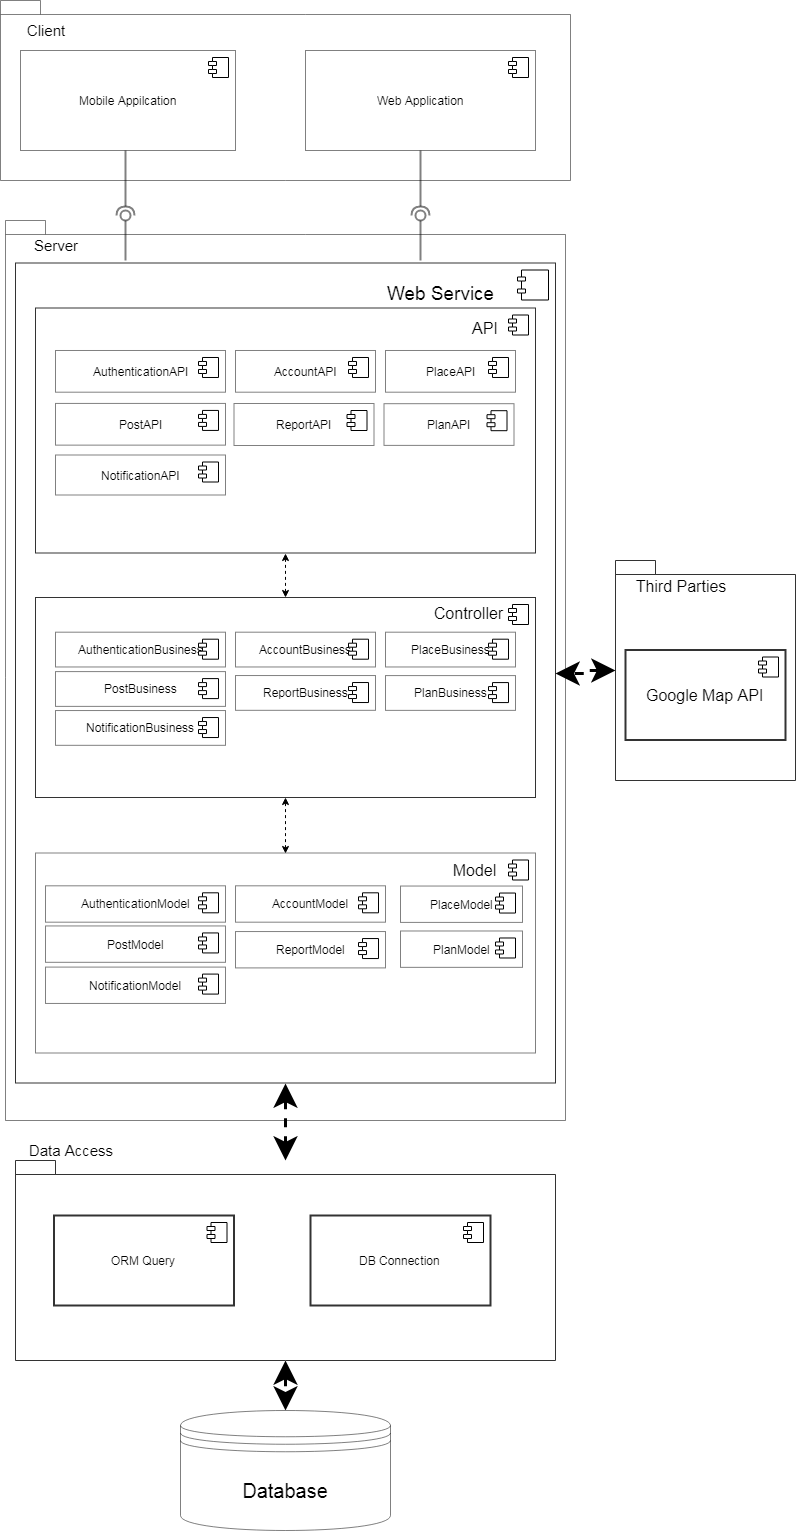 Client
Mobile Appilcation
Web Application
Server
Web Service
API
AuthenticationAPI
AccountAPI
PlaceAPI
PostAPI
ReportAPI
PlanAPI
NotificationAPI
Third Parties
Google Map API
Controller
AuthenticationBusiness
AccountBusiness
PlaceBusiness
PostBusiness
ReportBusiness
PlanBusiness
NotificationBusiness
Model
AuthenticationModel
AccountModel
PlaceModel
PostModel
ReportModel
PlanModel
NotificationModel
Data Access
ORM Query
DB Connection
Database